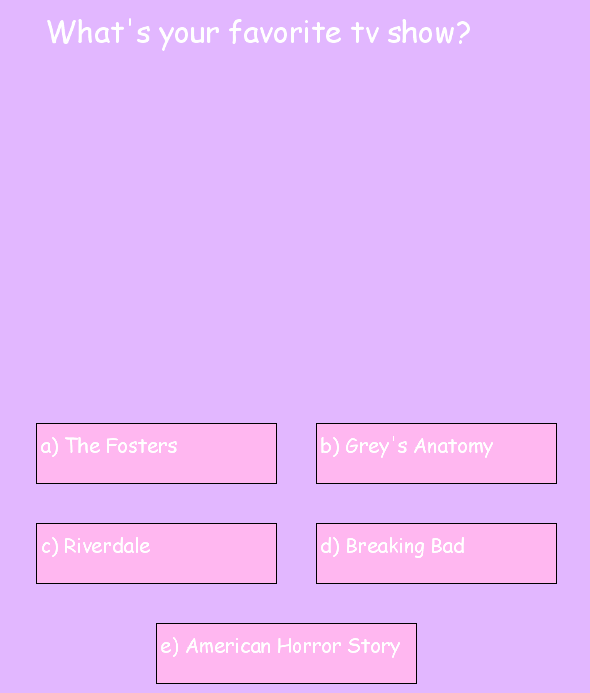 What's your favorite tv show?
a) The Fosters
b) Grey's Anatomy
c) Riverdale
d) Breaking Bad
e) American Horror Story